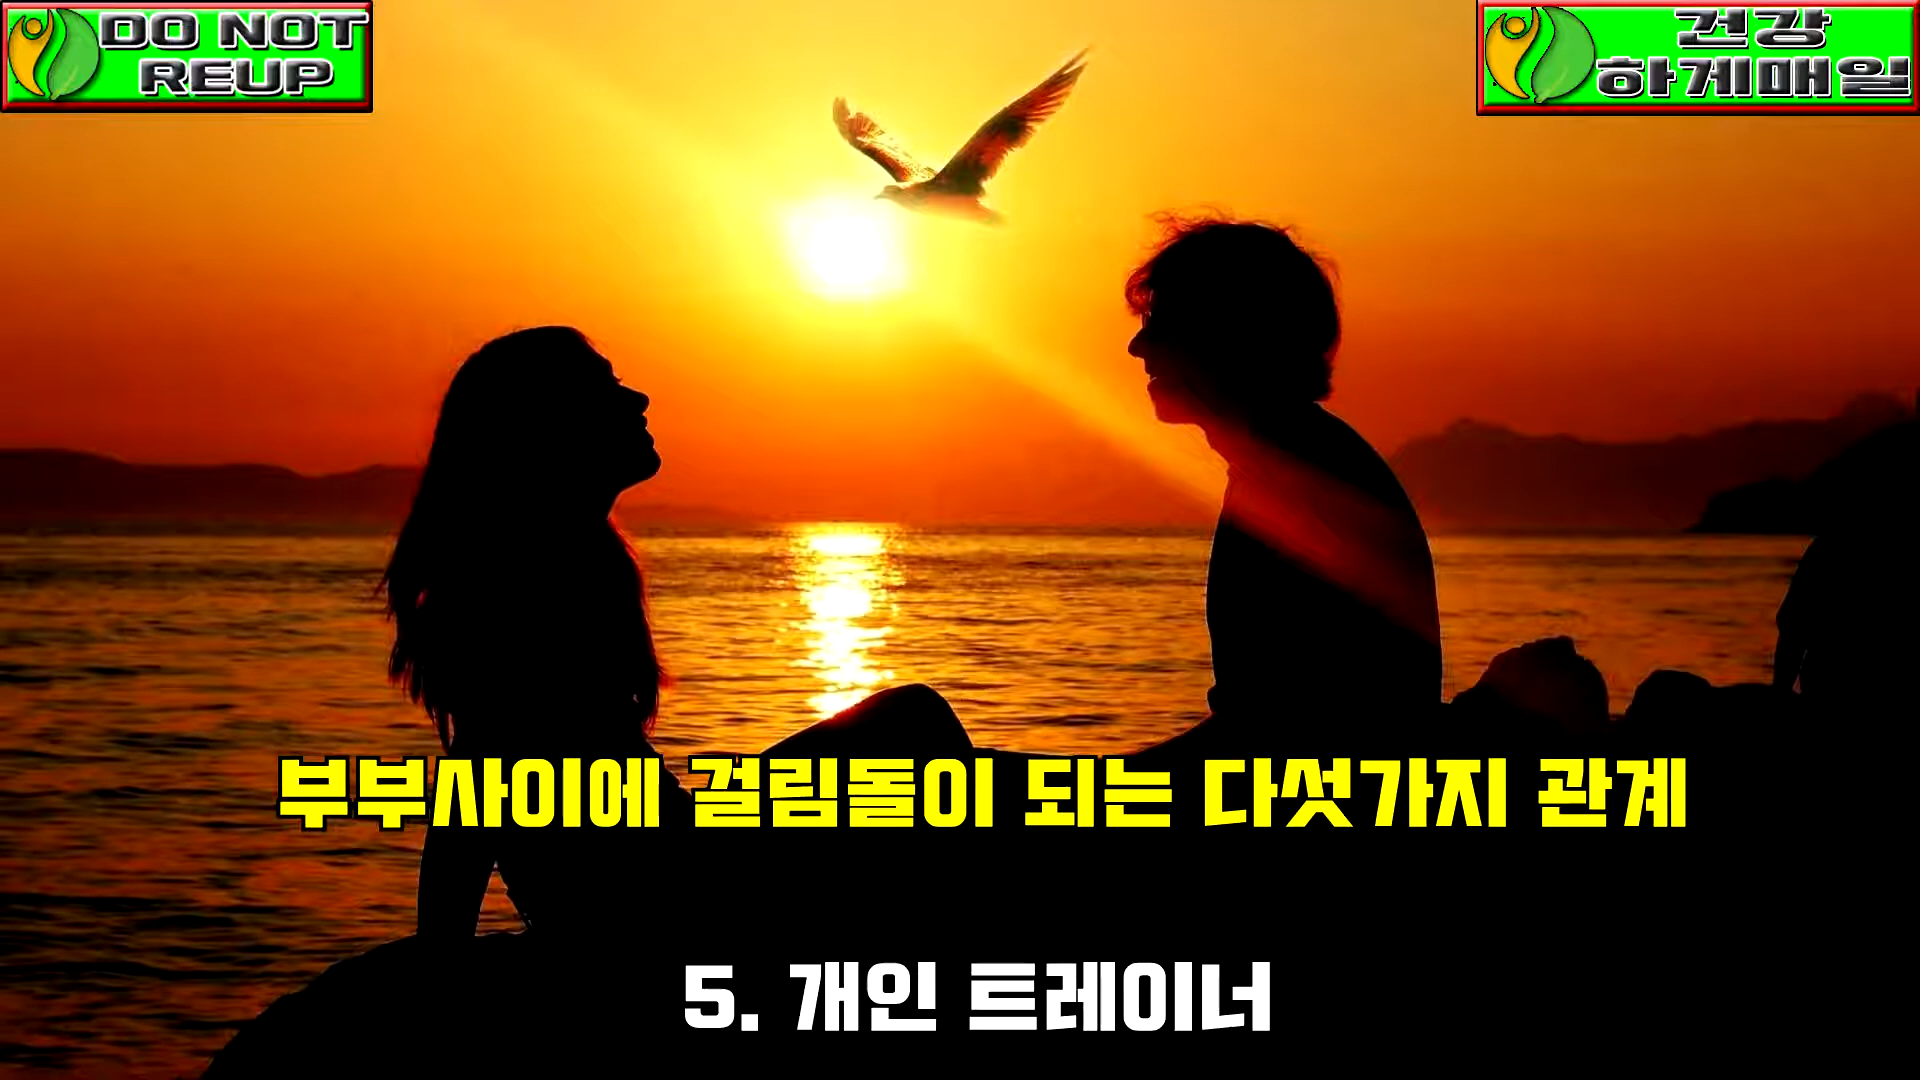 DO NOT
REUP
건강
하게매일
부부사이에 걸림돌이 되는 다섯가지 관계
5. 개인 트레이너